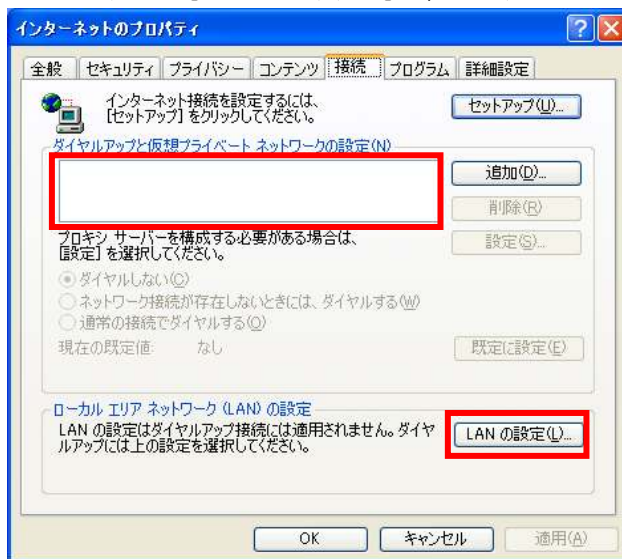 インターネットのプロパティ
全般 セキュリティ プライバシー コンテンツ 接続 プログラム 詳細設定
インターネット接続を設定するには、
[セットアップ] をクリックしてください。
セットアップ(U)...
ダイヤルアップと仮想プライベート ネットワークの設定(N)
追加(D)...
削除(R)
プロキシ サーバーを構成する必要がある場合は、
[設定] を選択してください。
設定(S)...
ダイヤルしない(C)
ネットワーク接続が存在しないときには、ダイヤルする(W)
通常の接続でダイヤルする(O)
現在の既定値: なし
既定に設定(E)
ローカル エリア ネットワーク (LAN) の設定
LAN の設定はダイヤルアップ接続には適用されません。ダイヤ
ルアップには上の設定を選択してください。
LAN の設定(L)...
OK キャンセル 適用(A)